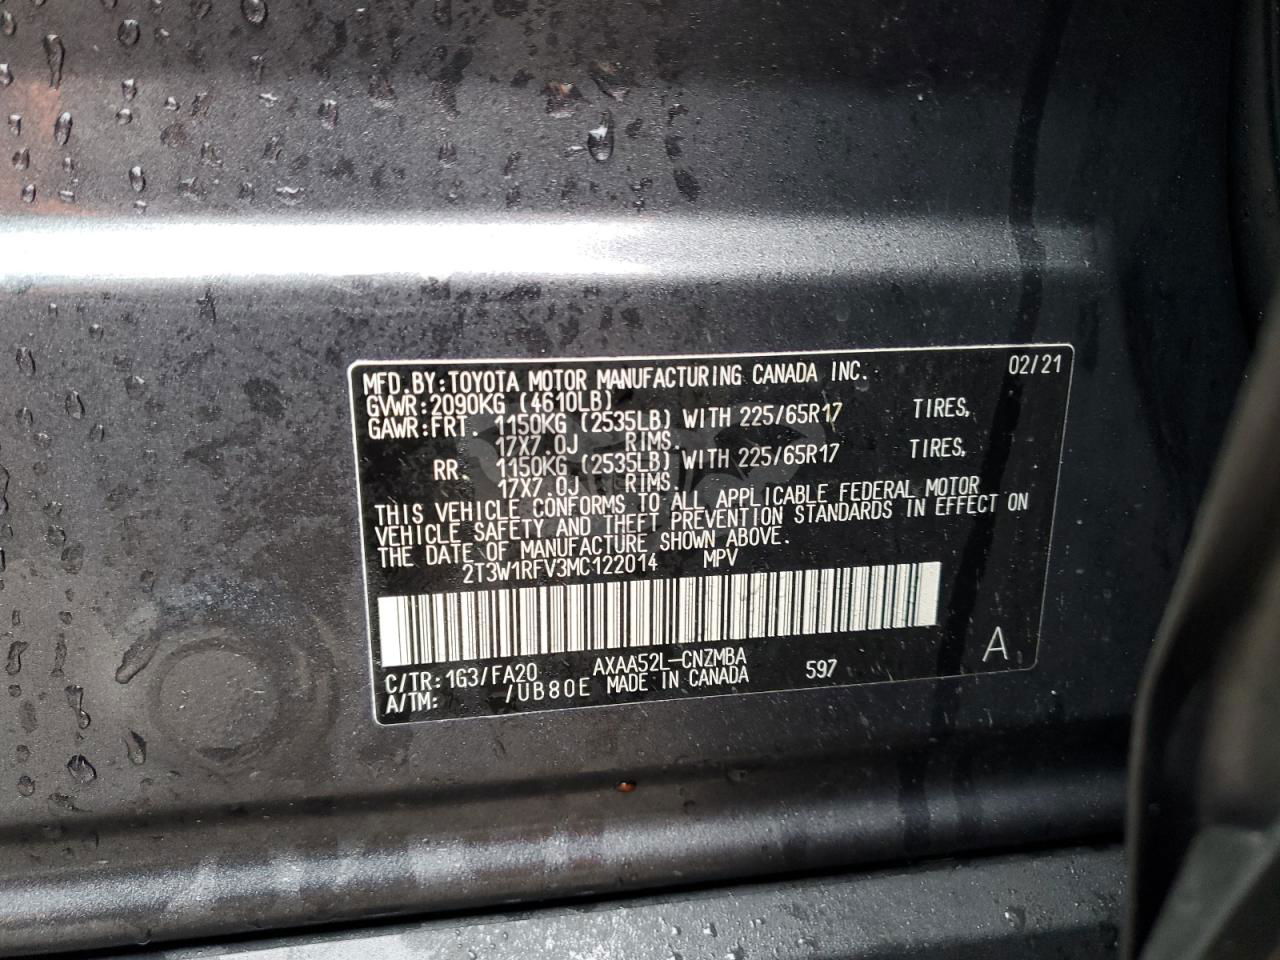 MFD.BY:TOYOTA MOTOR MANUFACTURING CANADA INC. 02/21
GVWR:2090KG (4610LB)
GAWR:FRT. 1150KG (2535LB) WITH 225/65R17 TIRES,
17X7.0J RIMS.
RR. 1150KG (2535LB) WITH 225/65R17 TIRES,
17X7.0J RIMS.
THIS VEHICLE CONFORMS TO ALL APPLICABLE FEDERAL MOTOR
VEHICLE SAFETY AND THEFT PREVENTION STANDARDS IN EFFECT ON
THE DATE OF MANUFACTURE SHOWN ABOVE.
2T3W1RFV3MC122014 MPV
C/TR:1G3/FA20 AXAA52L-CNZMBA 597 A
A/TM: /UB80E MADE IN CANADA